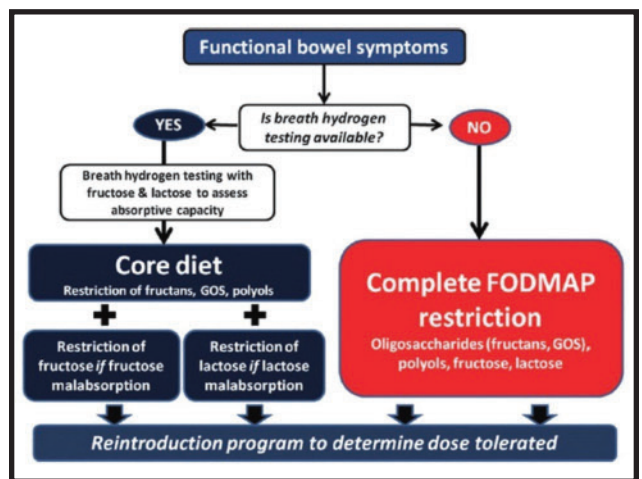 Functional bowel symptoms
Is breath hydrogen
testing available?
YES
NO
Breath hydrogen testing with
fructose & lactose to assess
absorptive capacity
Core diet
Restriction of fructans, GOS, polyols
+
+
Restriction of
fructose if fructose
malabsorption
Restriction of
lactose if lactose
malabsorption
Complete FODMAP
restriction
Oligosaccharides (fructans, GOS),
polyols, fructose, lactose
Reintroduction program to determine dose tolerated